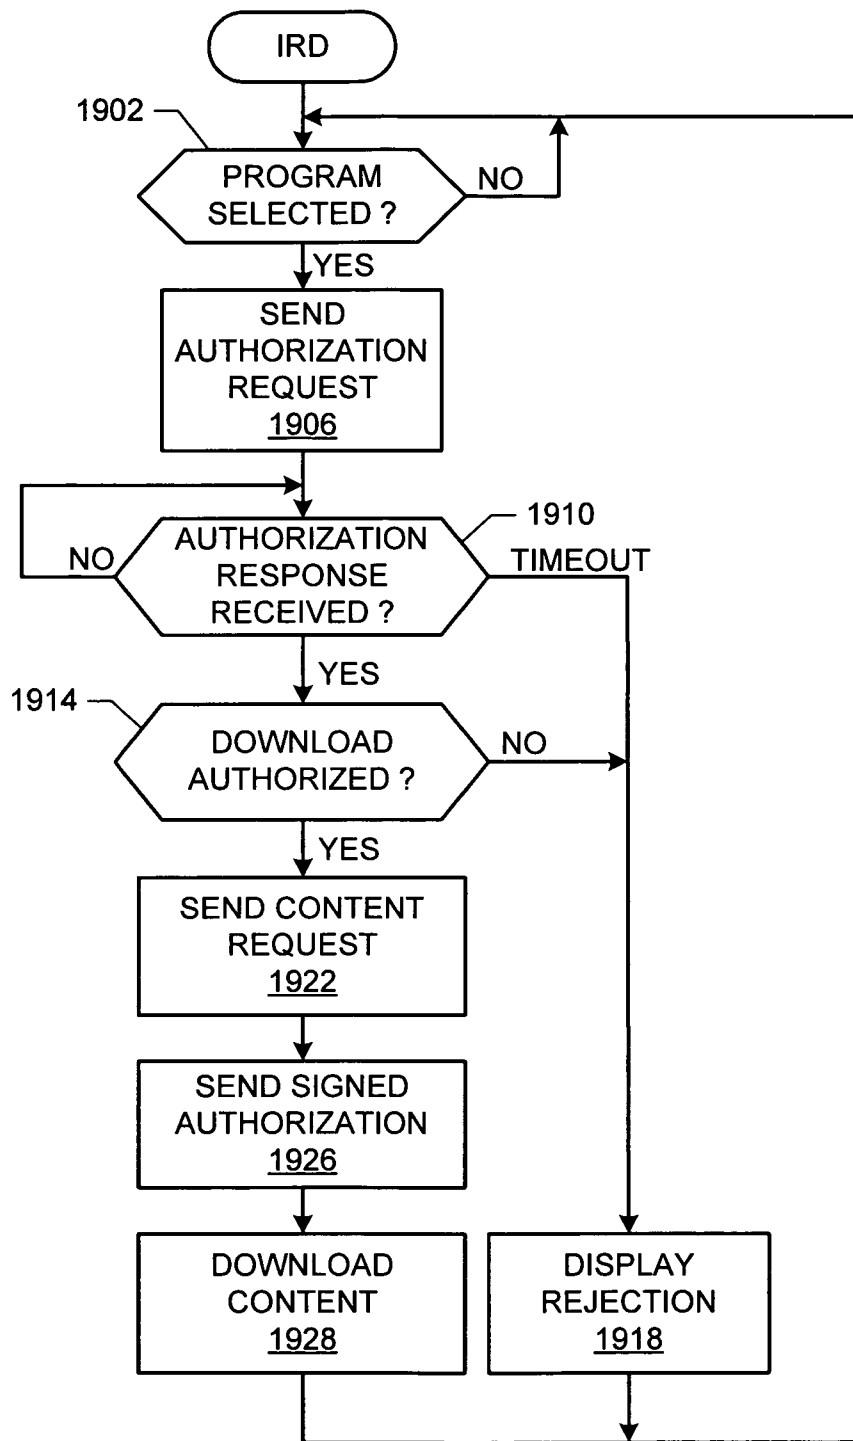 IRD
1902
PROGRAM
SELECTED ?
NO
YES
SEND
AUTHORIZATION
REQUEST
1906
1910
AUTHORIZATION
RESPONSE
RECEIVED ?
NO
TIMEOUT
YES
1914
DOWNLOAD
AUTHORIZED ?
NO
YES
SEND CONTENT
REQUEST
1922
SEND SIGNED
AUTHORIZATION
1926
DOWNLOAD
CONTENT
1928
DISPLAY
REJECTION
1918